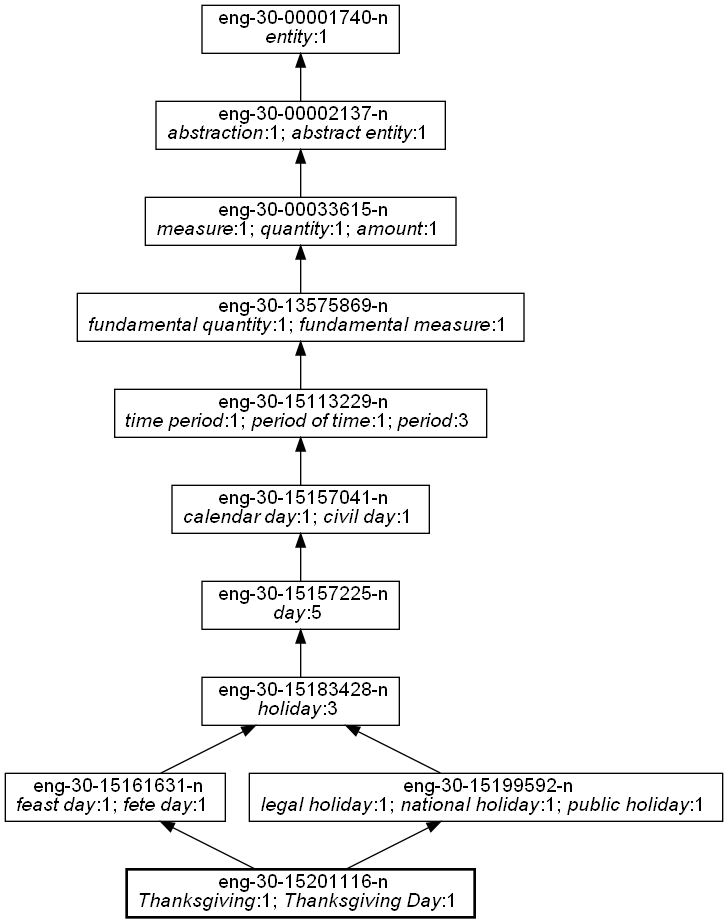 eng-30-00001740-n
entity:1
eng-30-00002137-n
abstraction:1; abstract entity:1
eng-30-00033615-n
measure:1; quantity:1; amount:1
eng-30-13575869-n
fundamental quantity:1; fundamental measure:1
eng-30-15113229-n
time period:1; period of time:1; period:3
eng-30-15157041-n
calendar day:1; civil day:1
eng-30-15157225-n
day:5
eng-30-15183428-n
holiday:3
eng-30-15161631-n
feast day:1; fete day:1
eng-30-15199592-n
legal holiday:1; national holiday:1; public holiday:1
eng-30-15201116-n
Thanksgiving:1; Thanksgiving Day:1